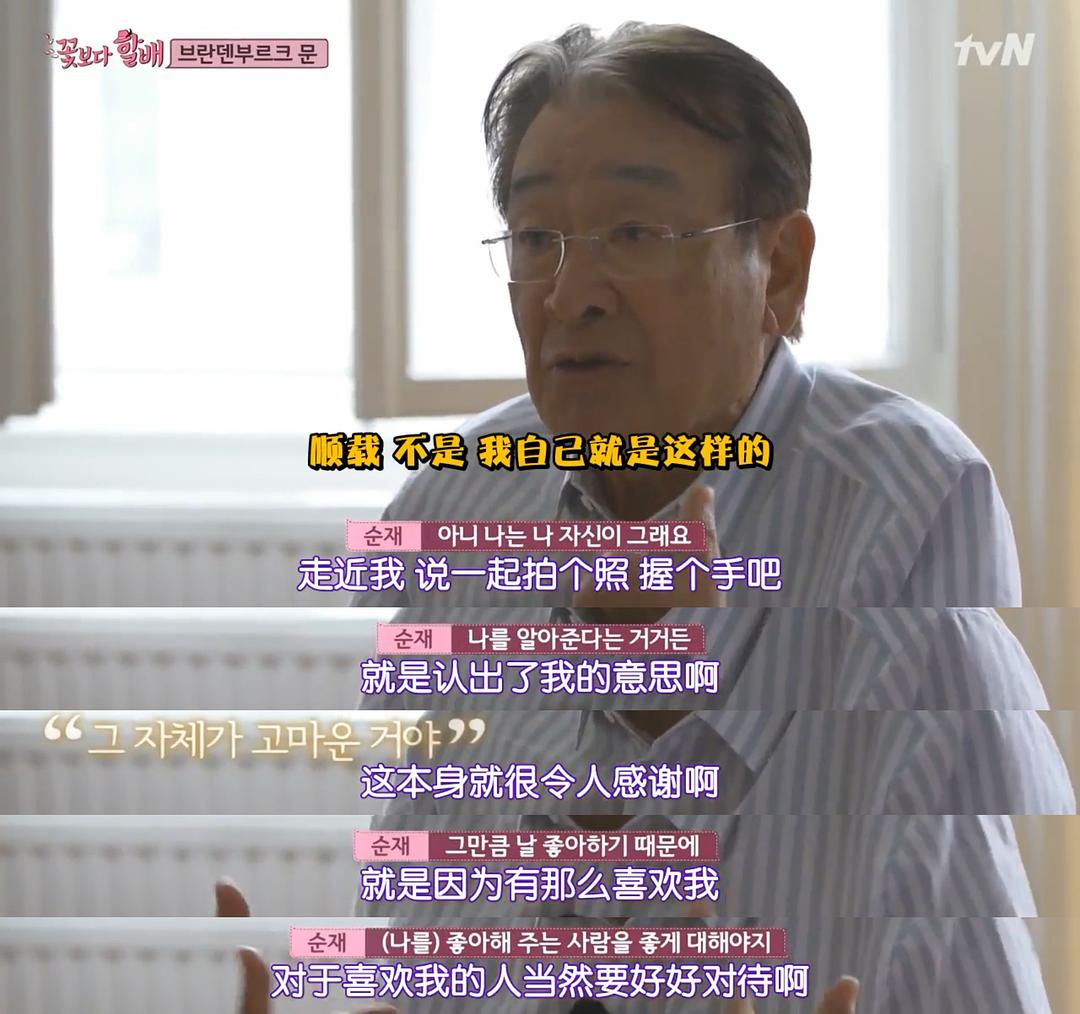 꽃보다 할배 브란덴부르크 문
tvN
顺载 不是 我自己就是这样的
순재 아니 나는 나 자신이 그래요
走近我 说一起拍个照 握个手吧
순재 나를 알아준다는 거거든
就是认出了我的意思啊
“그 자체가 고마운 거야”
这本身就很令人感谢啊
순재 그만큼 날 좋아하기 때문에
就是因为有那么喜欢我
순재 (나를) 좋아해 주는 사람을 좋게 대해야지
对于喜欢我的人当然要好好对待啊